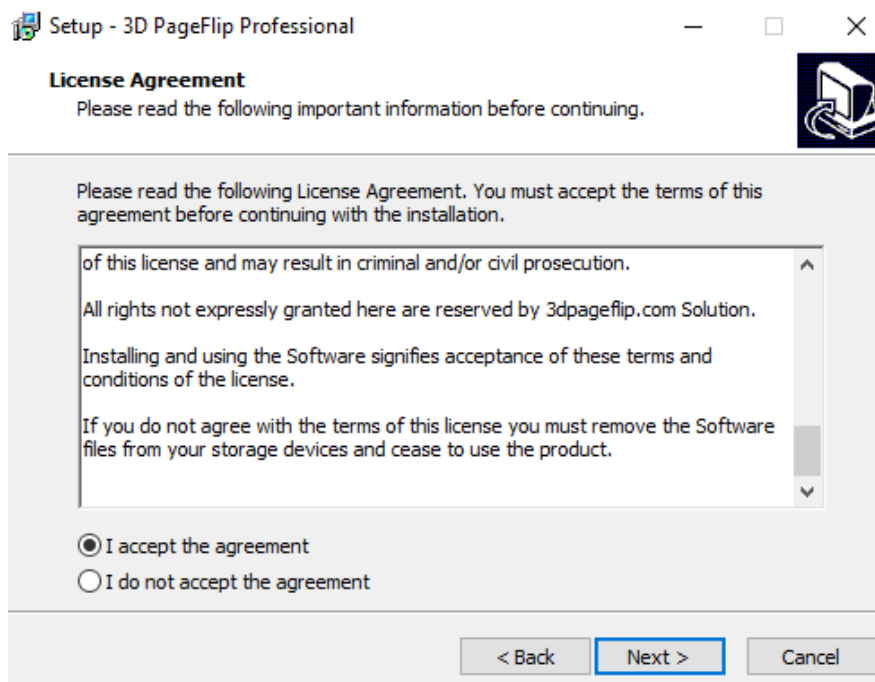 Setup - 3D PageFlip Professional
License Agreement
Please read the following important information before continuing.
Please read the following License Agreement. You must accept the terms of this
agreement before continuing with the installation.
of this license and may result in criminal and/or civil prosecution.
All rights not expressly granted here are reserved by 3dpageflip.com Solution.
Installing and using the Software signifies acceptance of these terms and
conditions of the license.
If you do not agree with the terms of this license you must remove the Software
files from your storage devices and cease to use the product.
I accept the agreement
I do not accept the agreement
< Back Next > Cancel